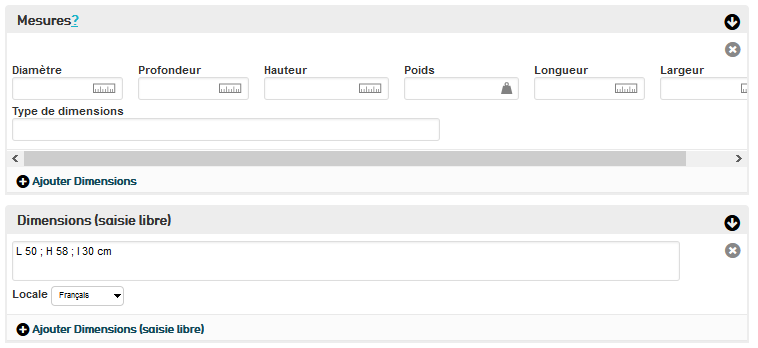 Mesures?
Diamètre Profondeur Hauteur Poids Longueur Largeur
Type de dimensions
Ajouter Dimensions
Dimensions (saisie libre)
L 50 ; H 58 ; l 30 cm
Locale Français
Ajouter Dimensions (saisie libre)